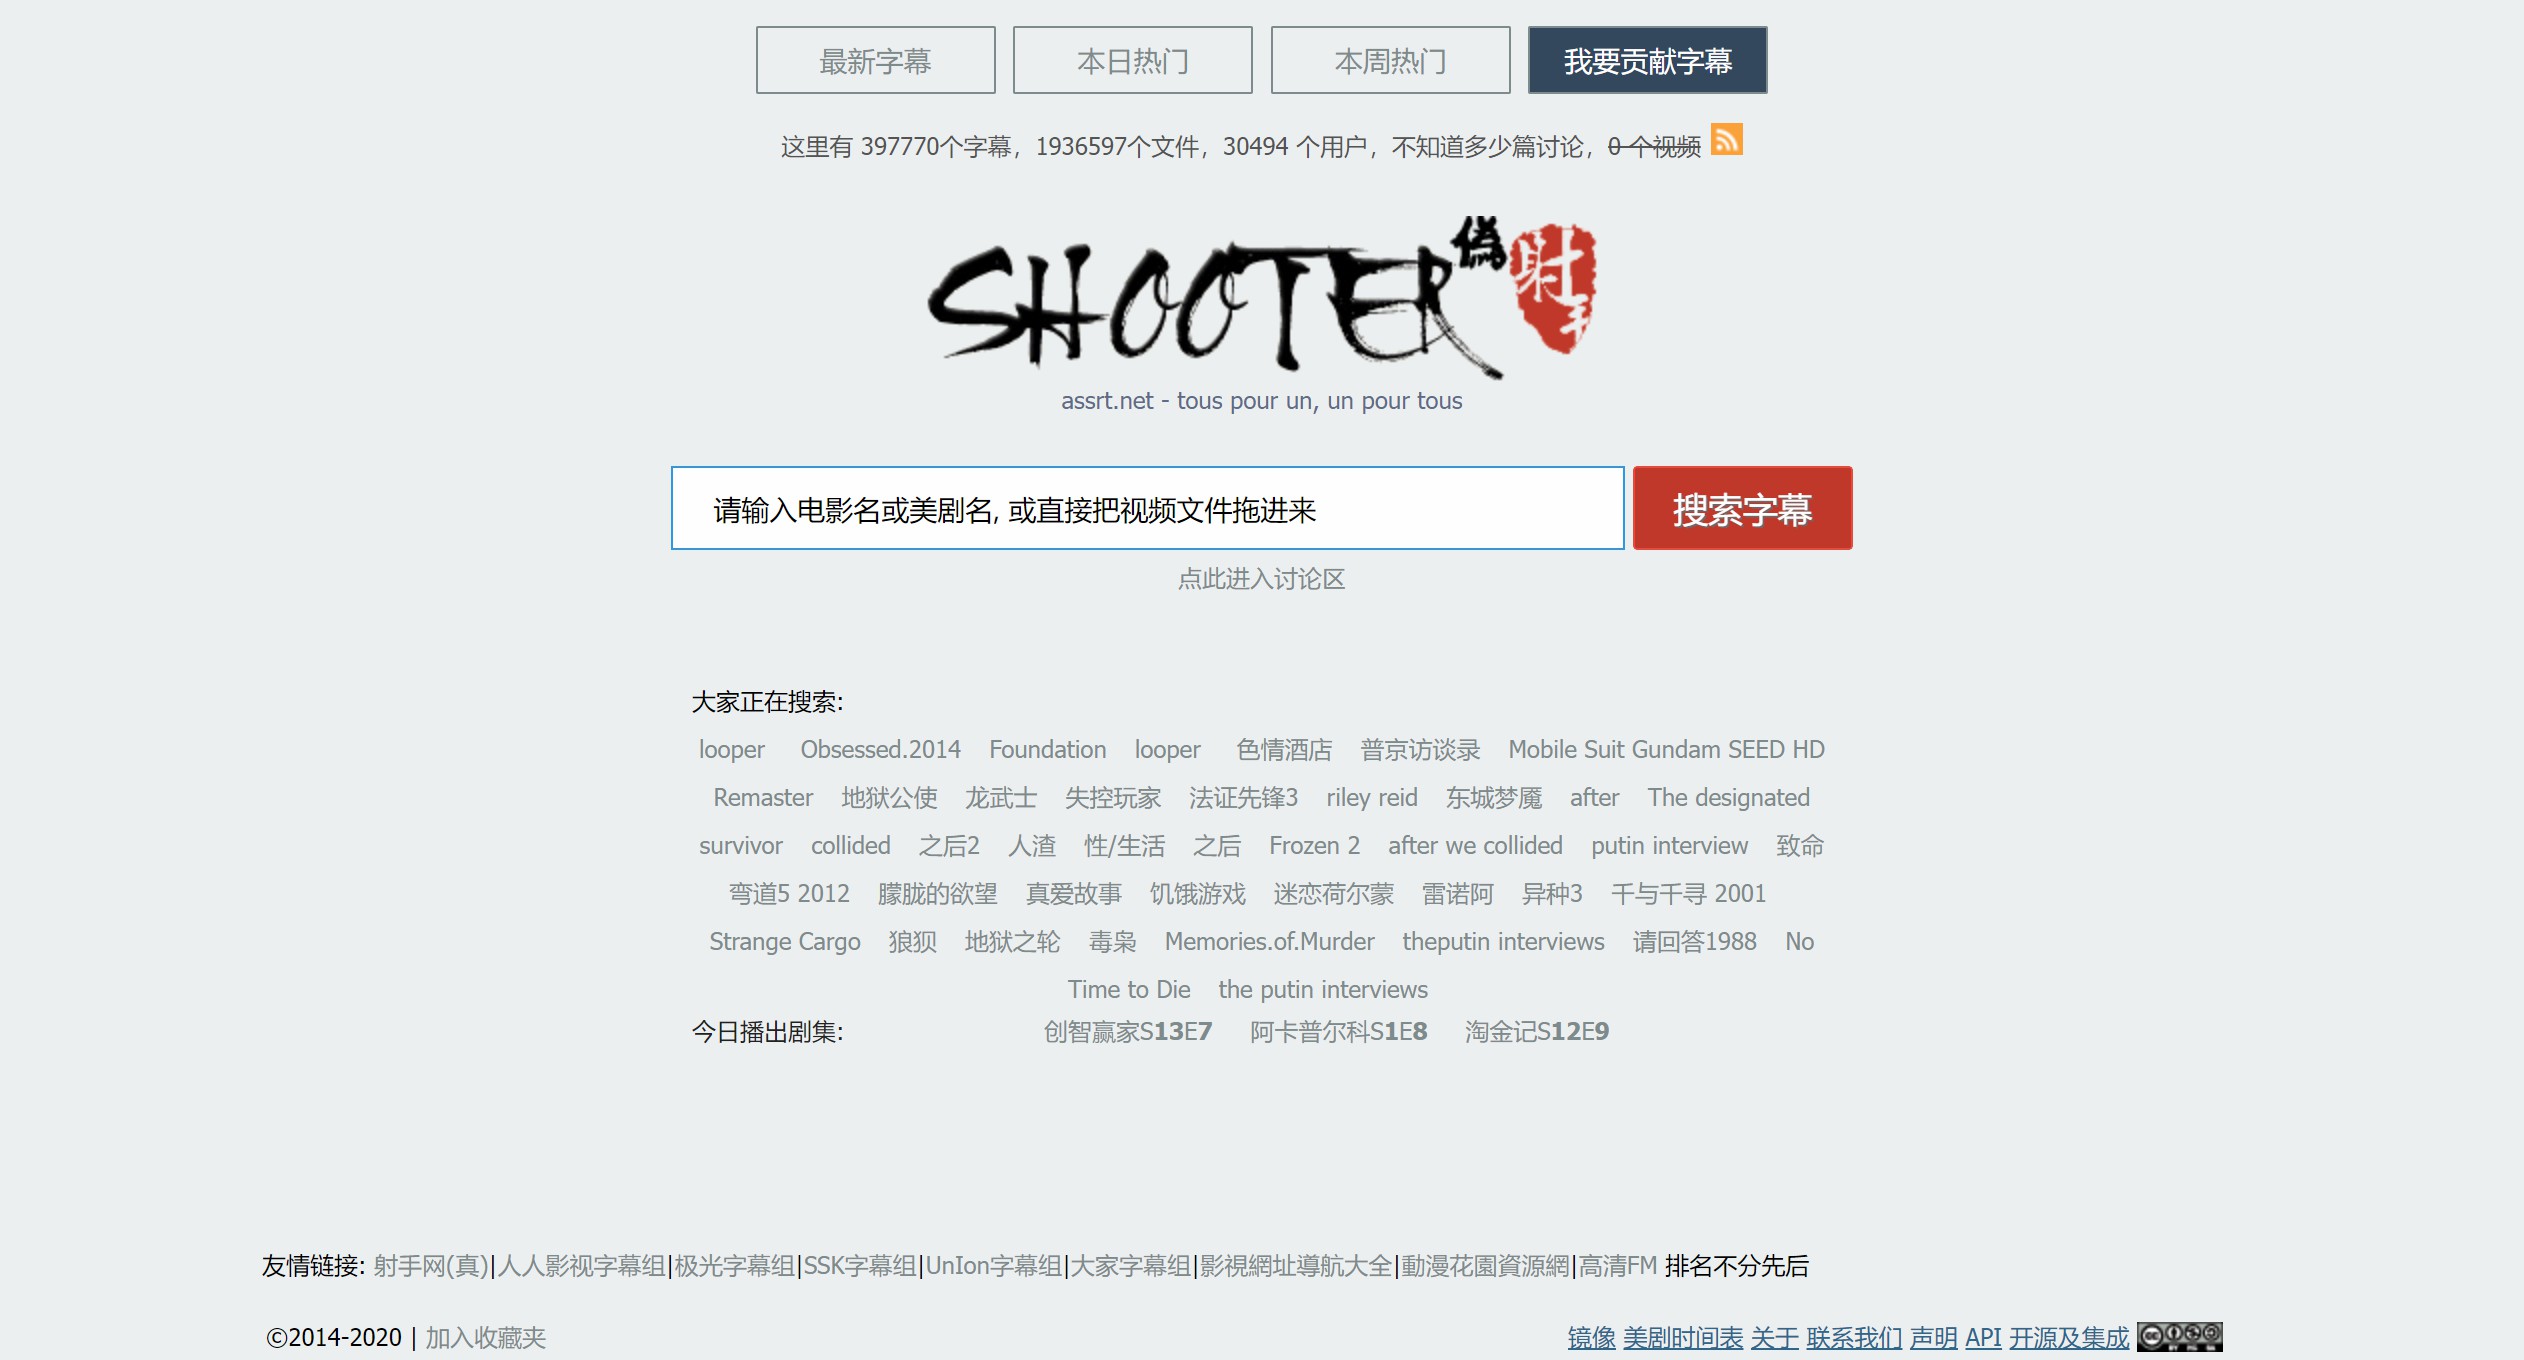 最新字幕 本日热门 本周热门 我要贡献字幕
这里有 397770个字幕，1936597个文件，30494 个用户，不知道多少篇讨论，0 个视频
SHOOTER 偽 射手
assrt.net - tous pour un, un pour tous
请输入电影名或美剧名, 或直接把视频文件拖进来 搜索字幕
点此进入讨论区
大家正在搜索:
looper Obsessed.2014 Foundation looper 色情酒店 普京访谈录 Mobile Suit Gundam SEED HD
Remaster 地狱公使 龙武士 失控玩家 法证先锋3 riley reid 东城梦魇 after The designated
survivor collided 之后2 人渣 性/生活 之后 Frozen 2 after we collided putin interview 致命
弯道5 2012 朦胧的欲望 真爱故事 饥饿游戏 迷恋荷尔蒙 雷诺阿 异种3 千与千寻 2001
Strange Cargo 狼狈 地狱之轮 毒枭 Memories.of.Murder theputin interviews 请回答1988 No
Time to Die the putin interviews
今日播出剧集: 创智赢家S13E7 阿卡普尔科S1E8 淘金记S12E9
友情链接: 射手网(真)|人人影视字幕组|极光字幕组|SSK字幕组|UnIon字幕组|大家字幕组|影視網址導航大全|動漫花園資源網|高清FM 排名不分先后
©2014-2020 | 加入收藏夹 镜像 美剧时间表 关于 联系我们 声明 API 开源及集成